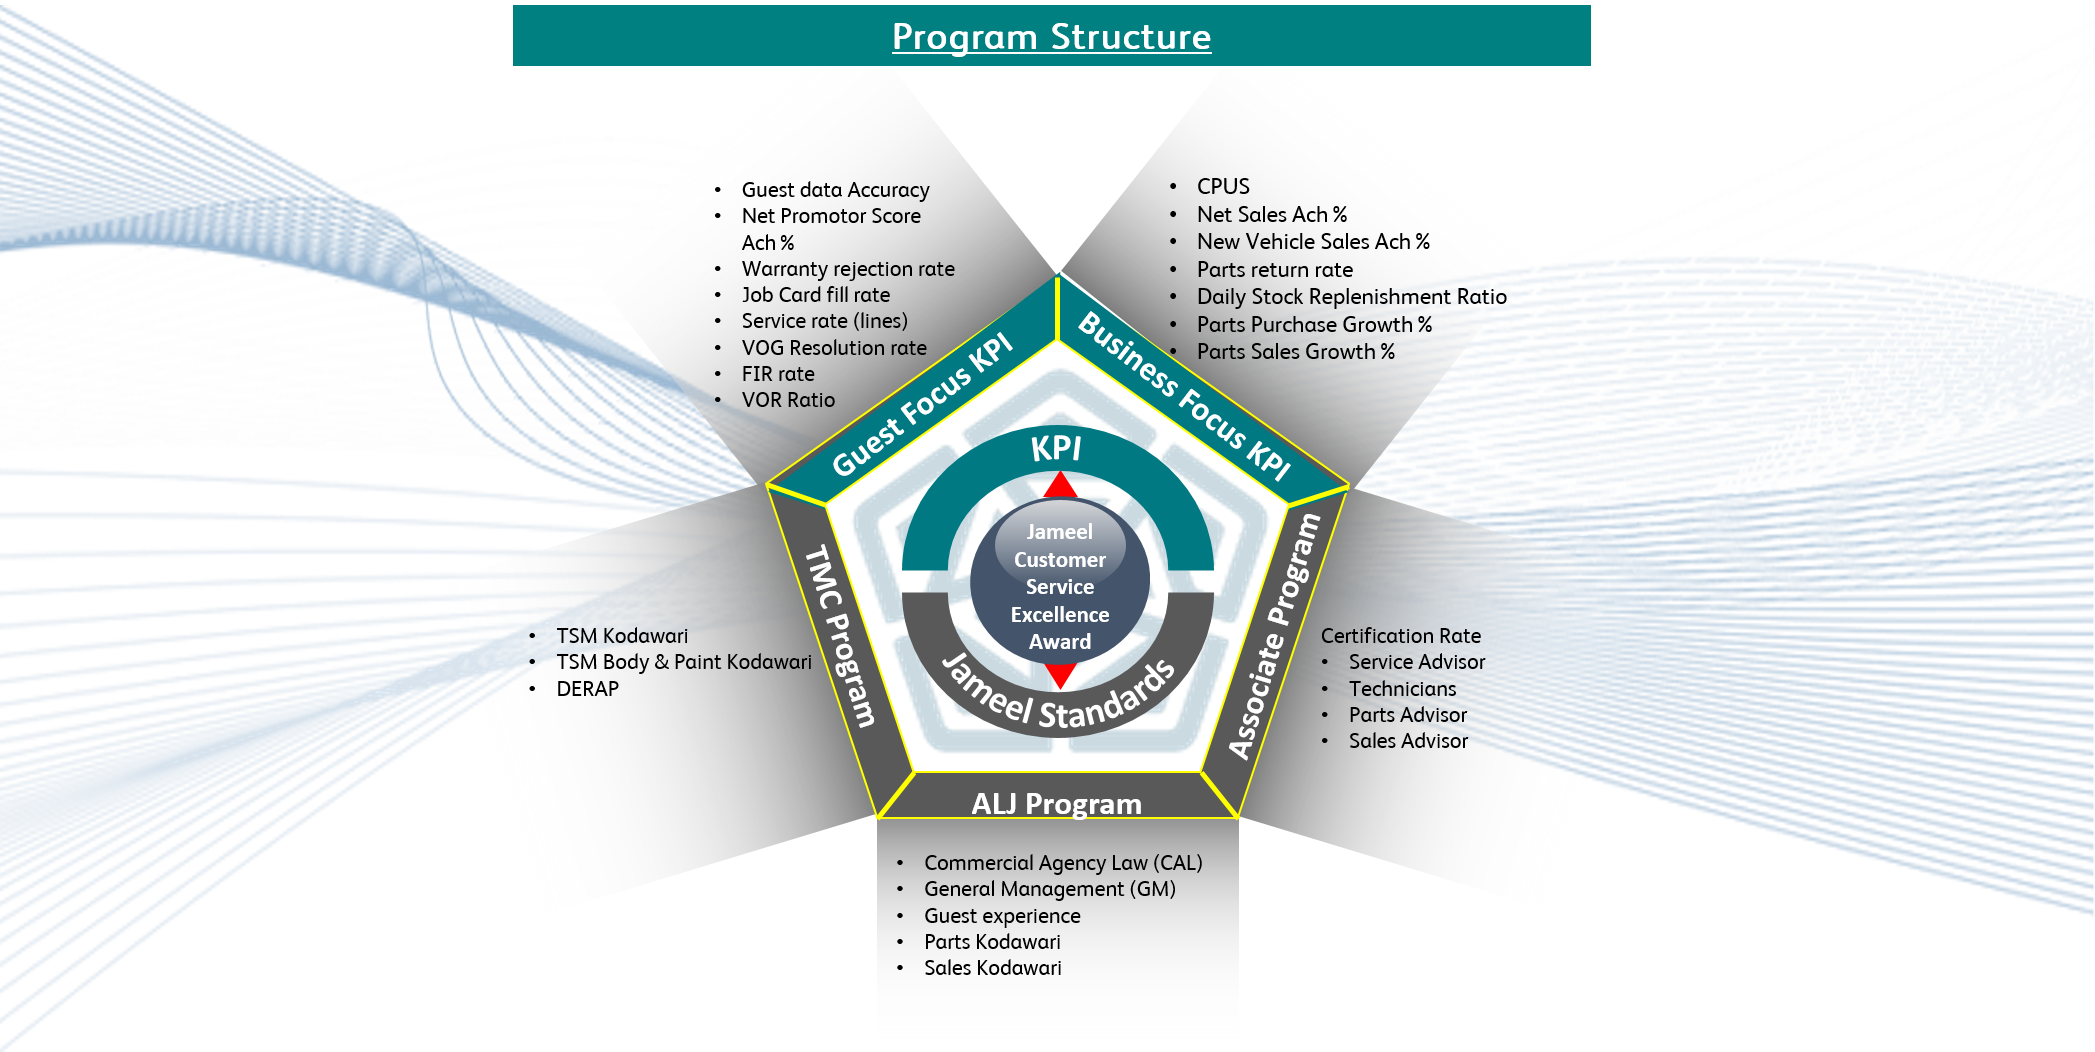 Program Structure
• Guest data Accuracy
• Net Promotor Score
Ach %
• Warranty rejection rate
• Job Card fill rate
• Service rate (lines)
• VOG Resolution rate
• FIR rate
• VOR Ratio
• CPUS
• Net Sales Ach %
• New Vehicle Sales Ach %
• Parts return rate
• Daily Stock Replenishment Ratio
• Parts Purchase Growth %
• Parts Sales Growth %
Guest Focus KPI
Business Focus KPI
KPI
Jameel
Customer
Service
Excellence
Award
Jameel Standards
TMC Program
Associate Program
ALJ Program
• TSM Kodawari
• TSM Body & Paint Kodawari
• DERAP
Certification Rate
• Service Advisor
• Technicians
• Parts Advisor
• Sales Advisor
• Commercial Agency Law (CAL)
• General Management (GM)
• Guest experience
• Parts Kodawari
• Sales Kodawari